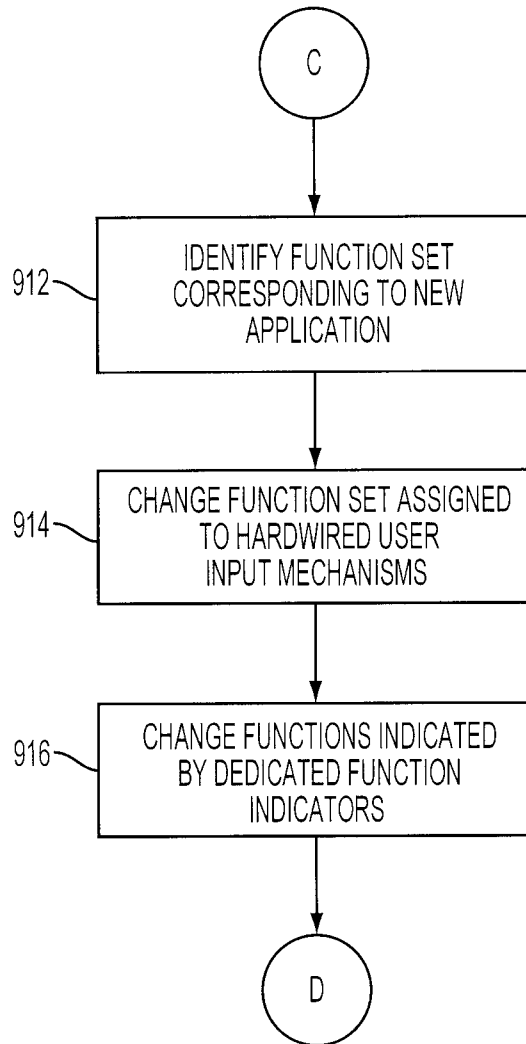 C
912
IDENTIFY FUNCTION SET
CORRESPONDING TO NEW
APPLICATION
914
CHANGE FUNCTION SET ASSIGNED
TO HARDWIRED USER
INPUT MECHANISMS
916
CHANGE FUNCTIONS INDICATED
BY DEDICATED FUNCTION
INDICATORS
D